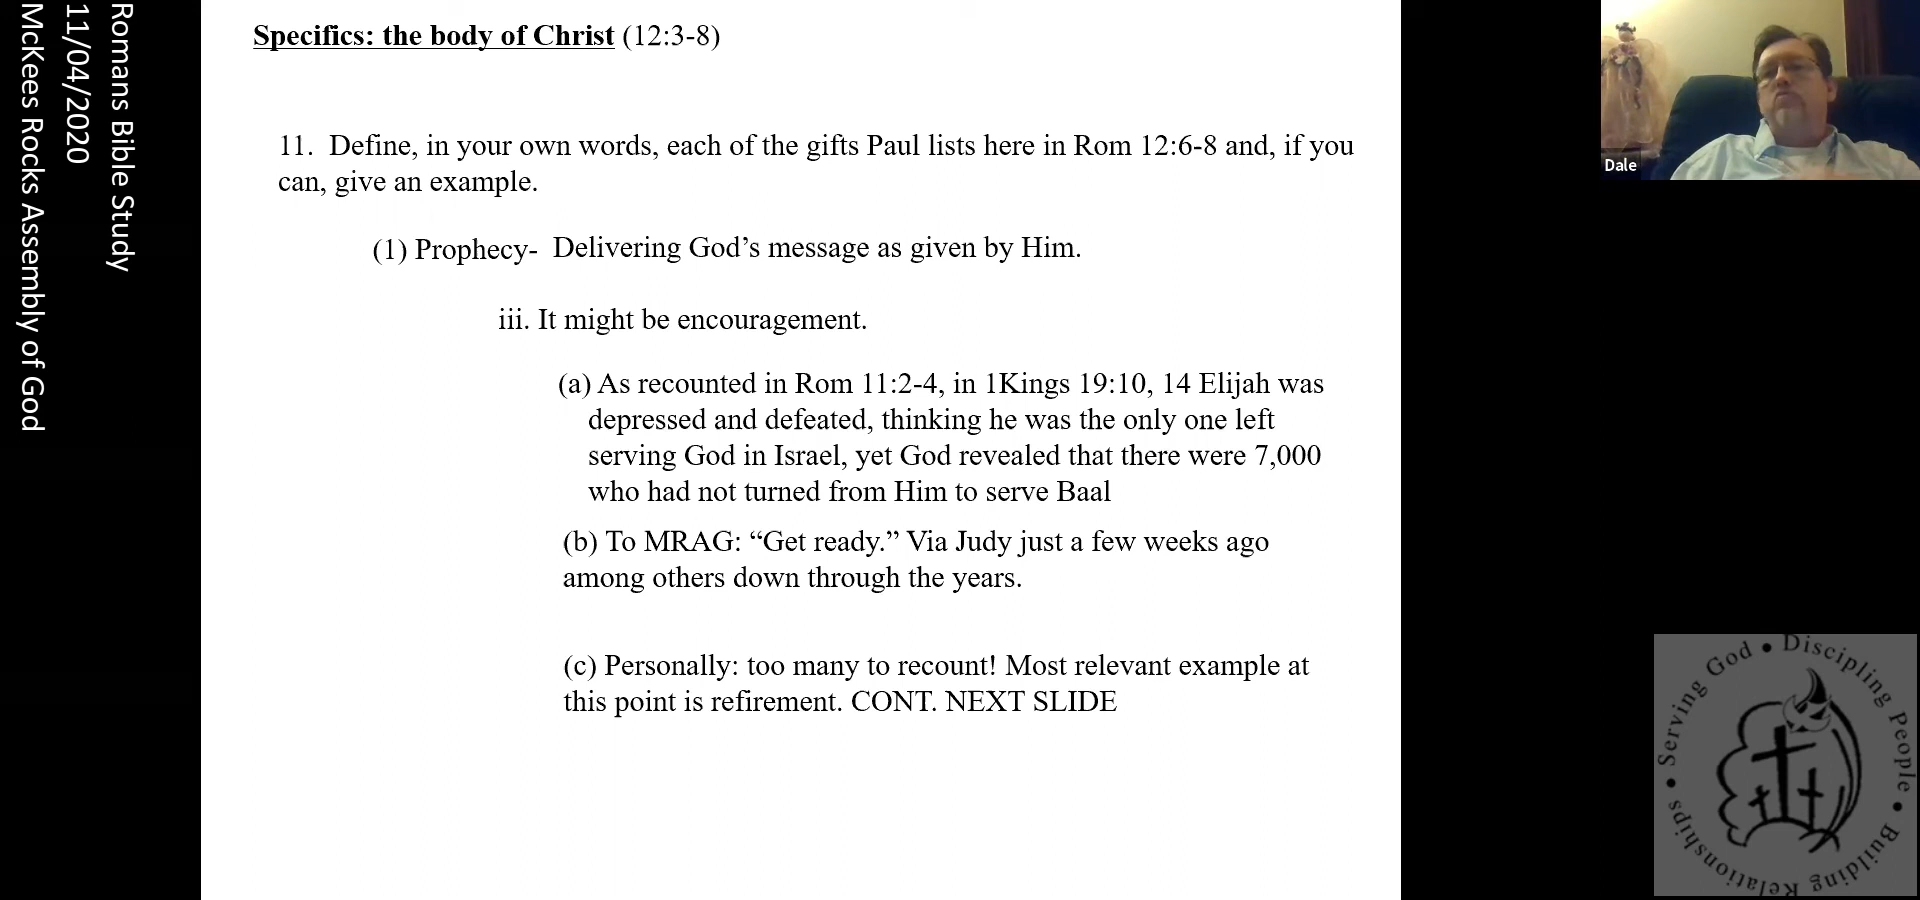 Romans Bible Study
11/04/2020
McKees Rocks Assembly of God
Specifics: the body of Christ (12:3-8)
11. Define, in your own words, each of the gifts Paul lists here in Rom 12:6-8 and, if you
can, give an example.
(1) Prophecy- Delivering God’s message as given by Him.
iii. It might be encouragement.
(a) As recounted in Rom 11:2-4, in 1Kings 19:10, 14 Elijah was
depressed and defeated, thinking he was the only one left
serving God in Israel, yet God revealed that there were 7,000
who had not turned from Him to serve Baal
(b) To MRAG: “Get ready.” Via Judy just a few weeks ago
among others down through the years.
(c) Personally: too many to recount! Most relevant example at
this point is refirement. CONT. NEXT SLIDE
Dale
• Serving God • Discipling People • Building Relationships